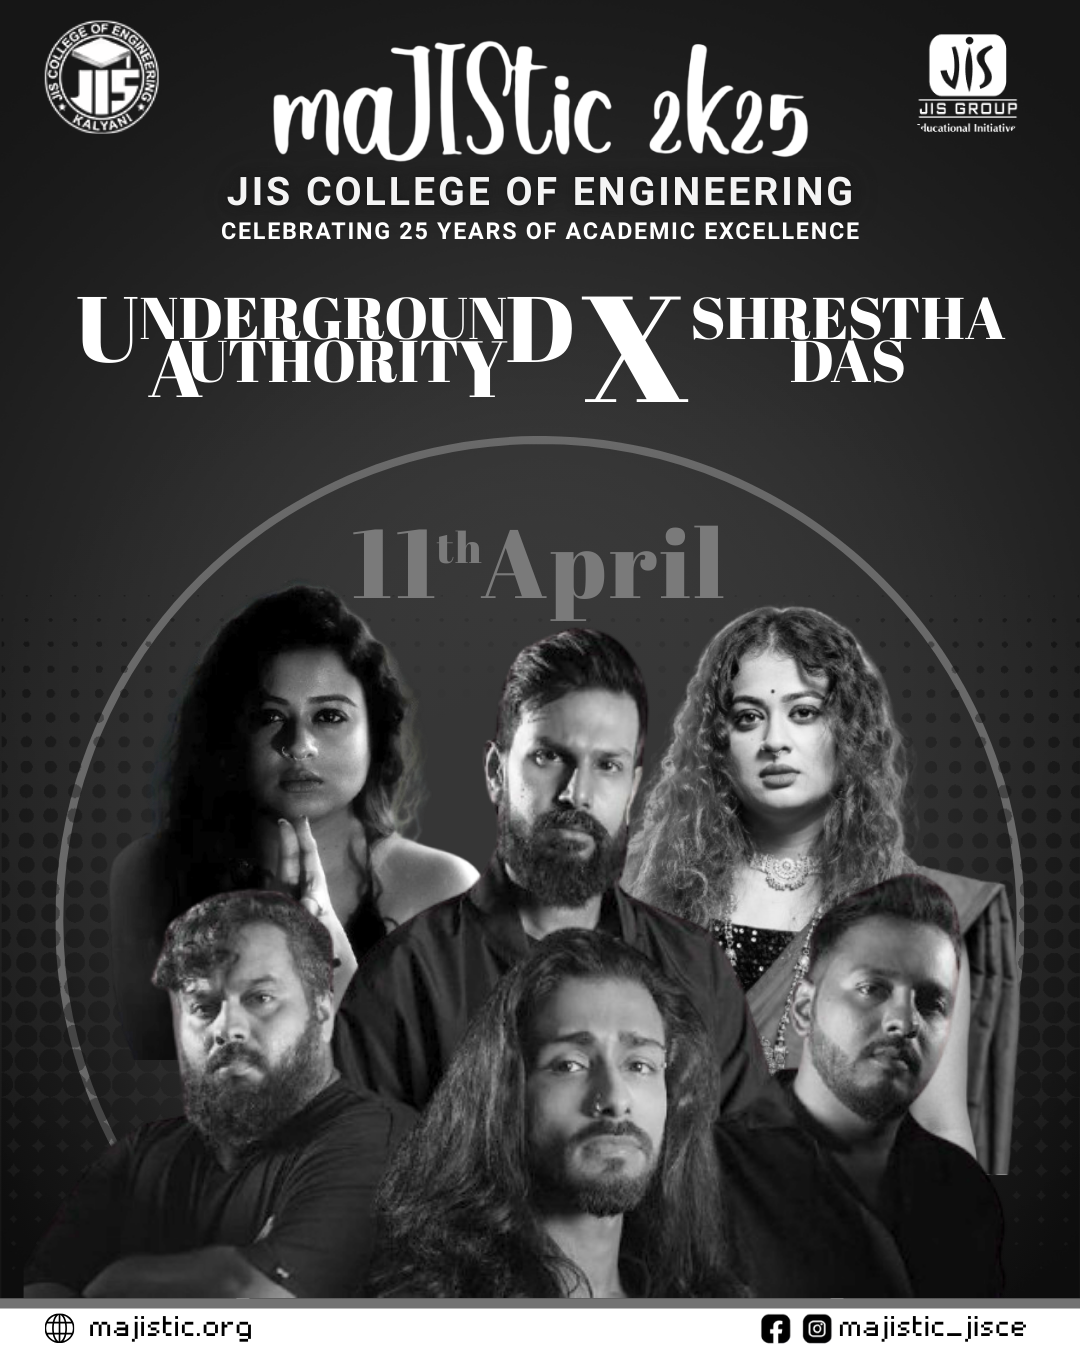 JIS COLLEGE OF ENGINEERING
JIS
KALYANI
maJIStic 2k25
JIS
JIS GROUP
Educational Initiative
JIS COLLEGE OF ENGINEERING
CELEBRATING 25 YEARS OF ACADEMIC EXCELLENCE
UNDERGROUND
AUTHORITY
X
SHRESTHA
DAS
11th April
majistic.org
majistic_jisce